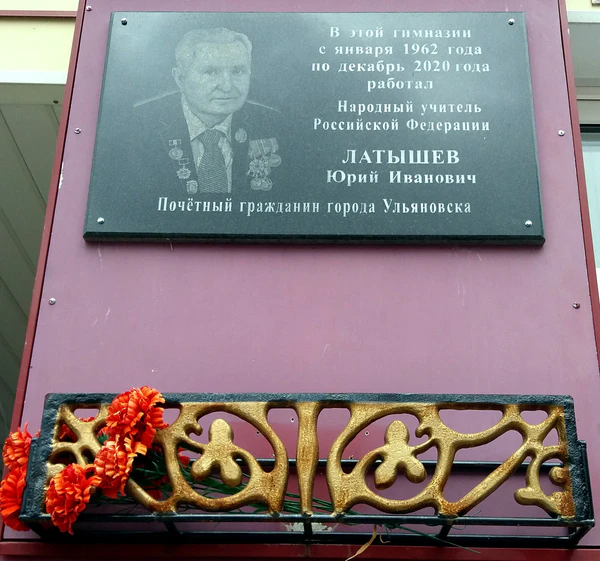 В этой гимназии
с января 1962 года
по декабрь 2020 года
работал
Народный учитель
Российской Федерации
ЛАТЫШЕВ
Юрий Иванович
Почётный гражданин города Ульяновска